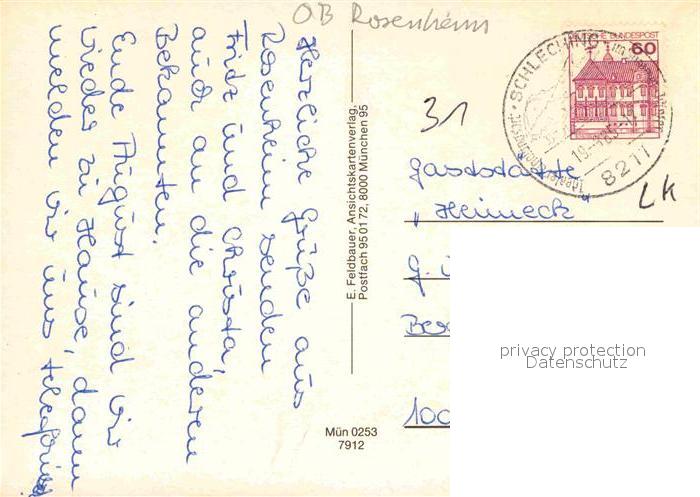 OB Rosenheim
Herzliche Grüße aus
Rosenheim senden
Fritz und Christa,
auch an die anderen
Bekannten.
Ende August sind wir
wieder zu Hause, dann
melden wir uns
E. Feldbauer, Ansichtskartenverlag,
Postfach 950172, 8000 München 95
Mün 0253
7912
DEUTSCHE BUNDESPOST
60
SCHLECHING
8211
31
LK
Gaststätte
"Heimeck"
G.
100
privacy protection
Datenschutz